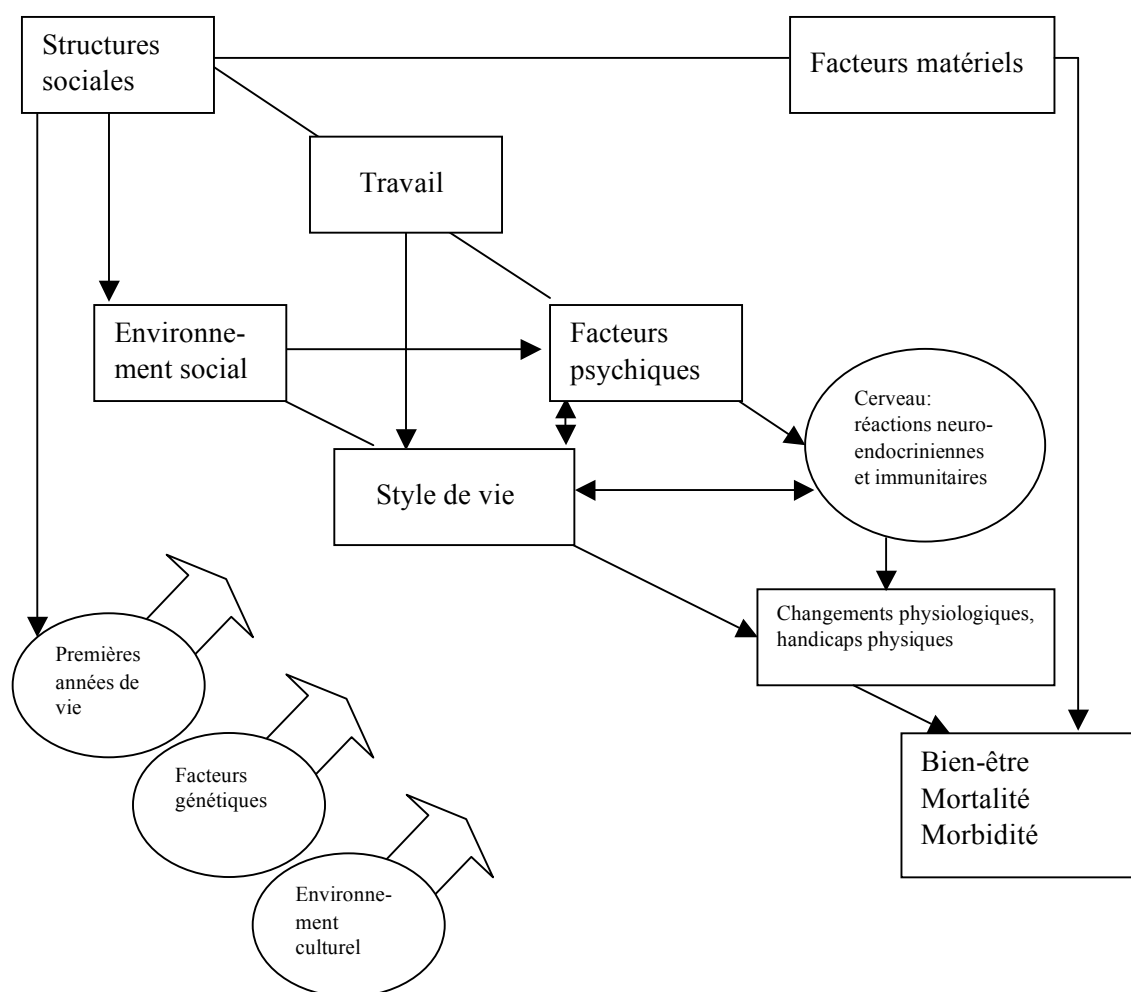 Structures
sociales
Facteurs matériels
Travail
Environne-
ment social
Facteurs
psychiques
Cerveau:
réactions neuro-
endocriniennes
et immunitaires
Style de vie
Changements physiologiques,
handicaps physiques
Premières
années de
vie
Facteurs
génétiques
Bien-être
Mortalité
Morbidité
Environne-
ment
culturel